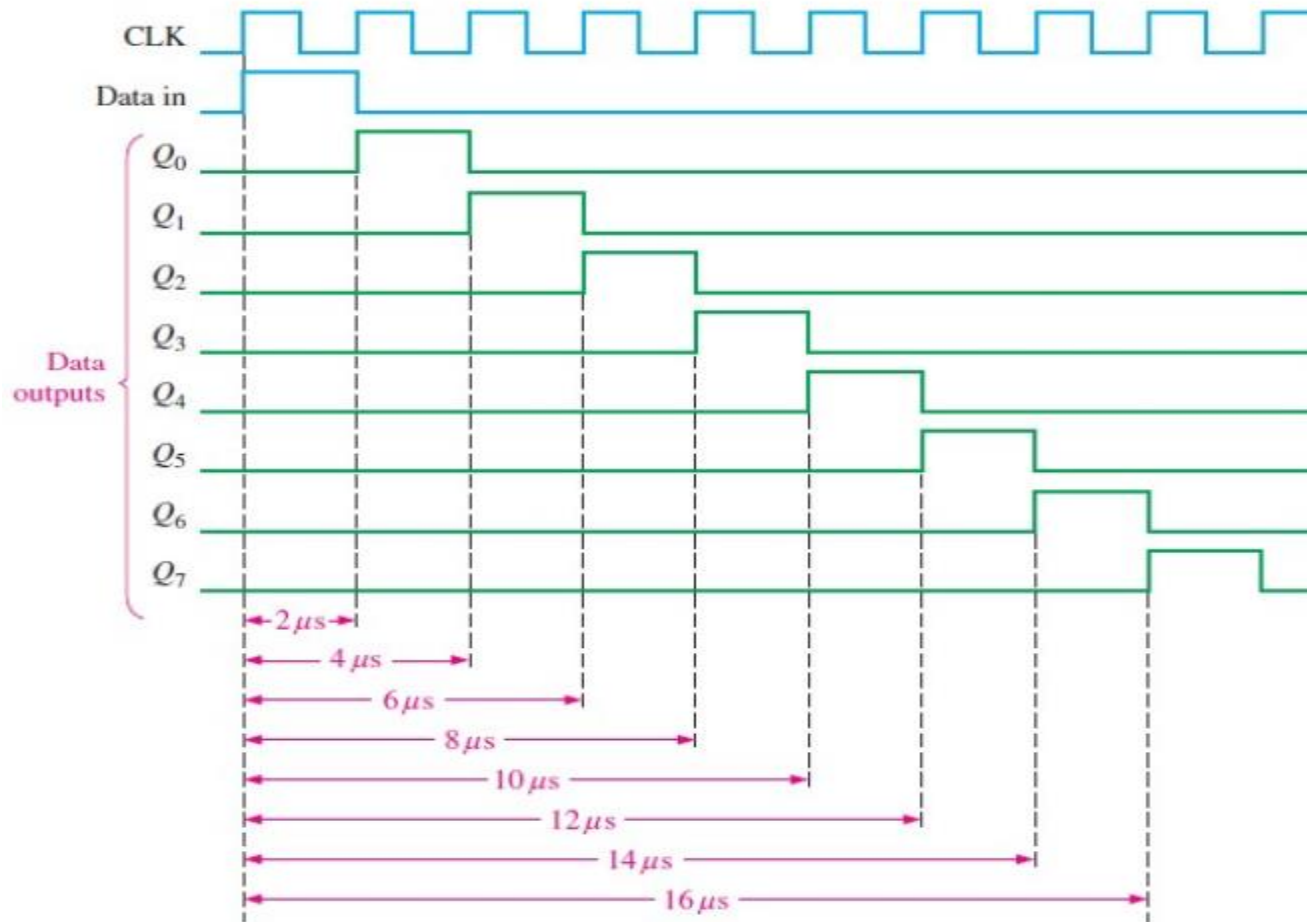 CLK
Data in
Q0
Q1
Q2
Q3
Data
outputs
Q4
Q5
Q6
Q7
2 μs
4 μs
6 μs
8 μs
10 μs
12 μs
14 μs
16 μs